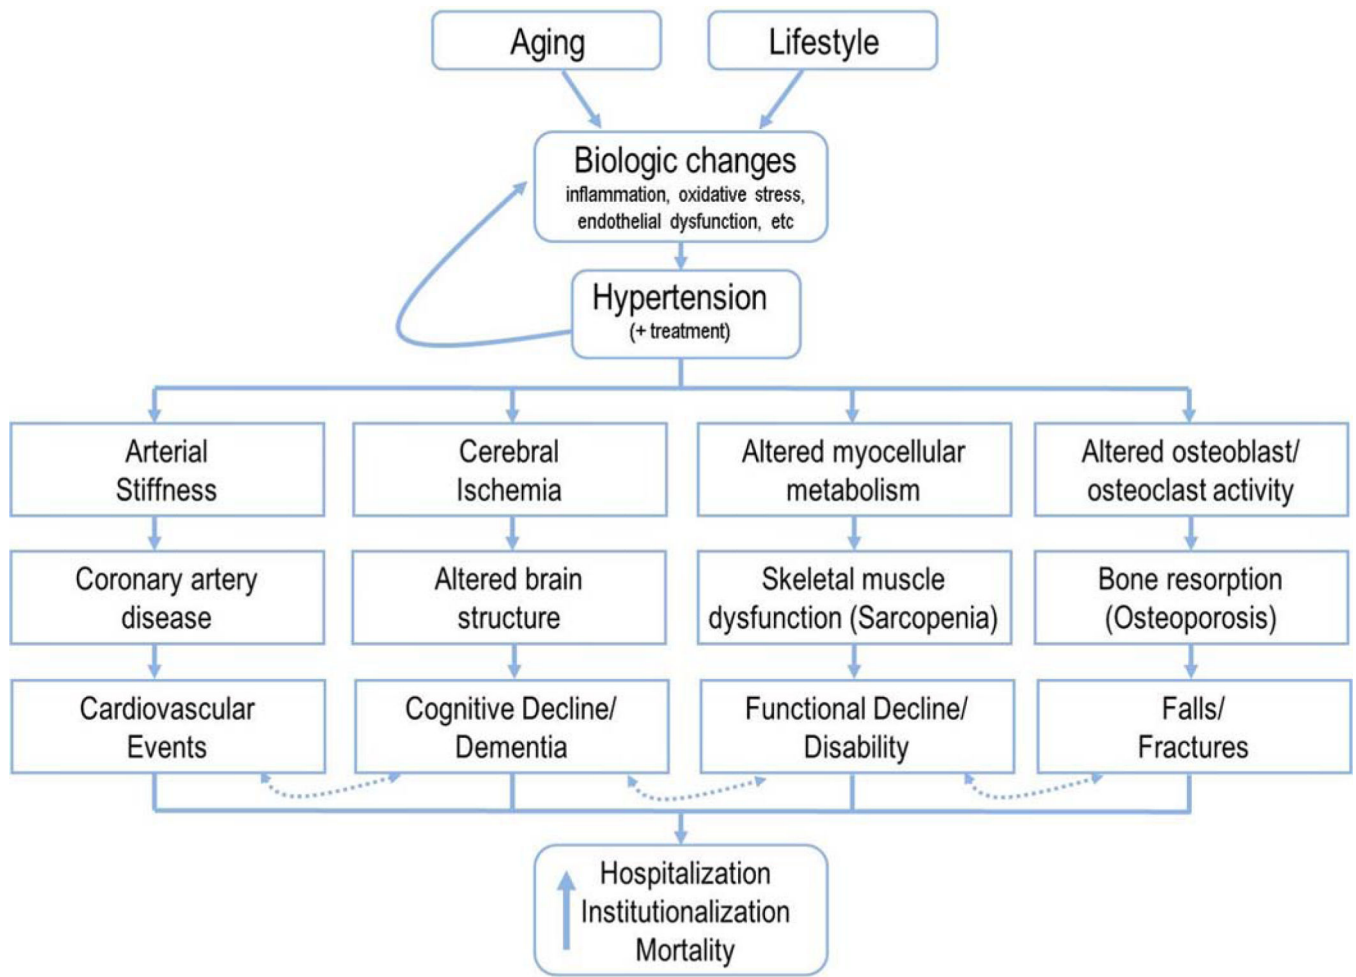 Aging
Lifestyle
Biologic changes
inflammation, oxidative stress,
endothelial dysfunction, etc
Hypertension
(+ treatment)
Arterial
Stiffness
Cerebral
Ischemia
Altered myocellular
metabolism
Altered osteoblast/
osteoclast activity
Coronary artery
disease
Altered brain
structure
Skeletal muscle
dysfunction (Sarcopenia)
Bone resorption
(Osteoporosis)
Cardiovascular
Events
Cognitive Decline/
Dementia
Functional Decline/
Disability
Falls/
Fractures
Hospitalization
Institutionalization
Mortality